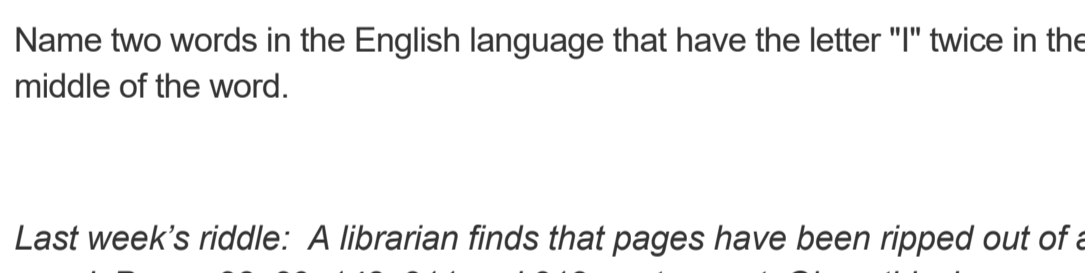 Name two words in the English language that have the letter "I" twice in the
middle of the word.
Last week's riddle: A librarian finds that pages have been ripped out of a